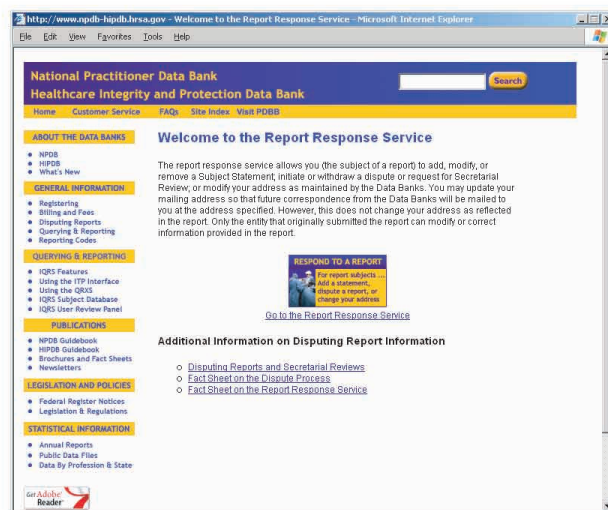 http://www.npdb-hipdb.hrsa.gov - Welcome to the Report Response Service - Microsoft Internet Explorer
File Edit View Favorites Tools Help
National Practitioner Data Bank
Healthcare Integrity and Protection Data Bank
Search
Home Customer Service FAQs Site Index Visit PDBB
ABOUT THE DATA BANKS
NPDB
HIPDB
What's New
GENERAL INFORMATION
Registering
Billing and Fees
Disputing Reports
Querying & Reporting
Reporting Codes
QUERYING & REPORTING
IQRS Features
Using the ITP Interface
Using the QRXS
IQRS Subject Database
IQRS User Review Panel
PUBLICATIONS
NPDB Guidebook
HIPDB Guidebook
Brochures and Fact Sheets
Newsletters
LEGISLATION AND POLICIES
Federal Register Notices
Legislation & Regulations
STATISTICAL INFORMATION
Annual Reports
Public Data Files
Data By Profession & State
Get Adobe Reader
Welcome to the Report Response Service
The report response service allows you (the subject of a report) to add, modify, or
remove a Subject Statement; initiate or withdraw a dispute or request for Secretarial
Review; or modify your address as maintained by the Data Banks. You may update your
mailing address so that future correspondence from the Data Banks will be mailed to
you at the address specified. However, this does not change your address as reflected
in the report. Only the entity that originally submitted the report can modify or correct
information provided in the report.
RESPOND TO A REPORT
For report subjects ...
Add a statement,
dispute a report, or
change your address
Go to the Report Response Service
Additional Information on Disputing Report Information
Disputing Reports and Secretarial Reviews
Fact Sheet on the Dispute Process
Fact Sheet on the Report Response Service